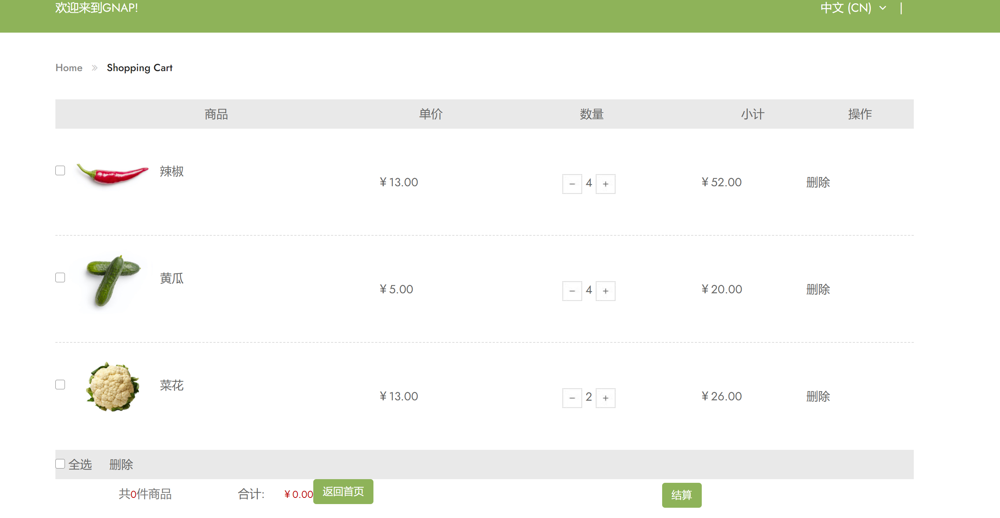 欢迎来到GNAP! 中文 (CN) |
Home » Shopping Cart
商品 单价 数量 小计 操作
辣椒 ¥ 13.00 − 4 + ¥ 52.00 删除
黄瓜 ¥ 5.00 − 4 + ¥ 20.00 删除
菜花 ¥ 13.00 − 2 + ¥ 26.00 删除
全选 删除
共0件商品 合计: ¥ 0.00 返回首页 结算